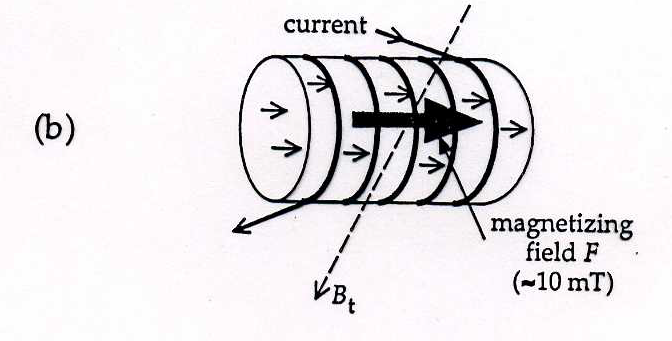 current
(b)
magnetizing
field F
(≈10 mT)
Bt